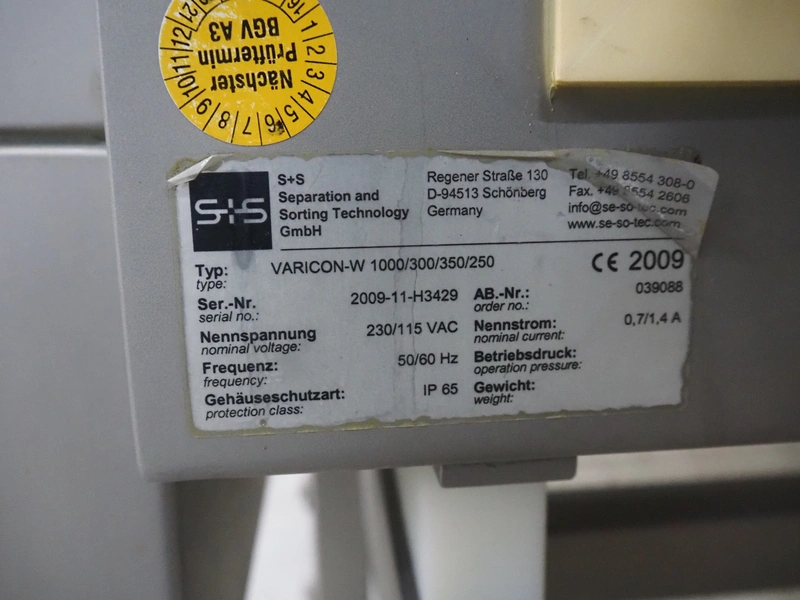 Nächster
Prüftermin
BGV A3
1 2 3 4 5 6 7 8 9 10 11 12
S+S
S+S
Separation and
Sorting Technology
GmbH
Regener Straße 130
D-94513 Schönberg
Germany
Tel. +49 8554 308-0
Fax. +49 8554 2606
info@se-so-tec.com
www.se-so-tec.com
Typ: VARICON-W 1000/300/350/250 CE 2009
type:
Ser.-Nr. 2009-11-H3429 AB.-Nr.: 039088
serial no.: order no.:
Nennspannung 230/115 VAC Nennstrom: 0,7/1,4 A
nominal voltage: nominal current:
Frequenz: 50/60 Hz Betriebsdruck:
frequency: operation pressure:
Gehäuseschutzart: IP 65 Gewicht:
protection class: weight: